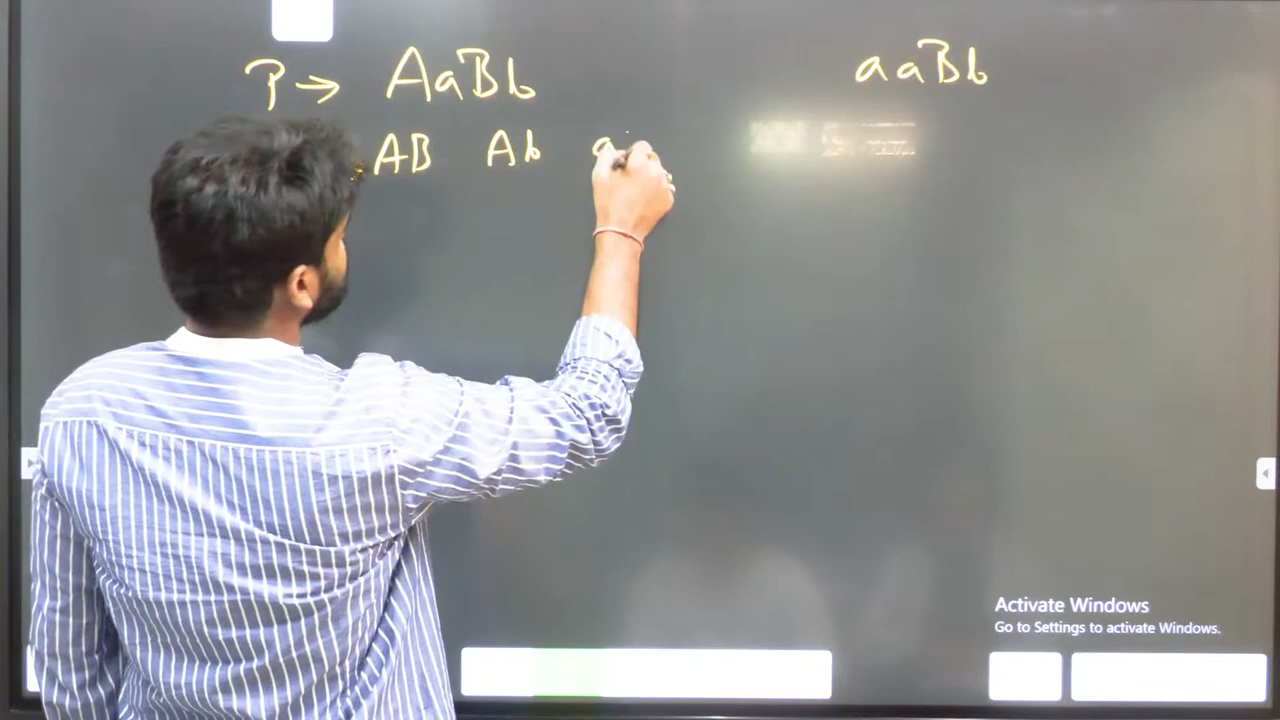 P → AaBb aaBb
AB Ab a
Activate Windows
Go to Settings to activate Windows.